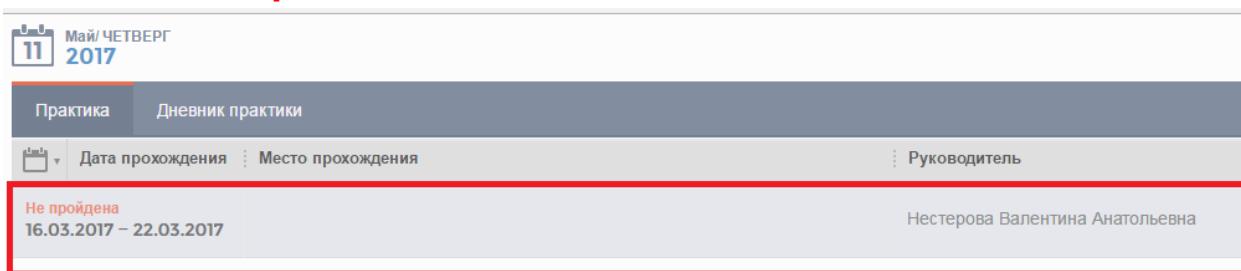 11
Май/ ЧЕТВЕРГ
2017
Практика Дневник практики
Дата прохождения Место прохождения Руководитель
Не пройдена
16.03.2017 – 22.03.2017
Нестерова Валентина Анатольевна